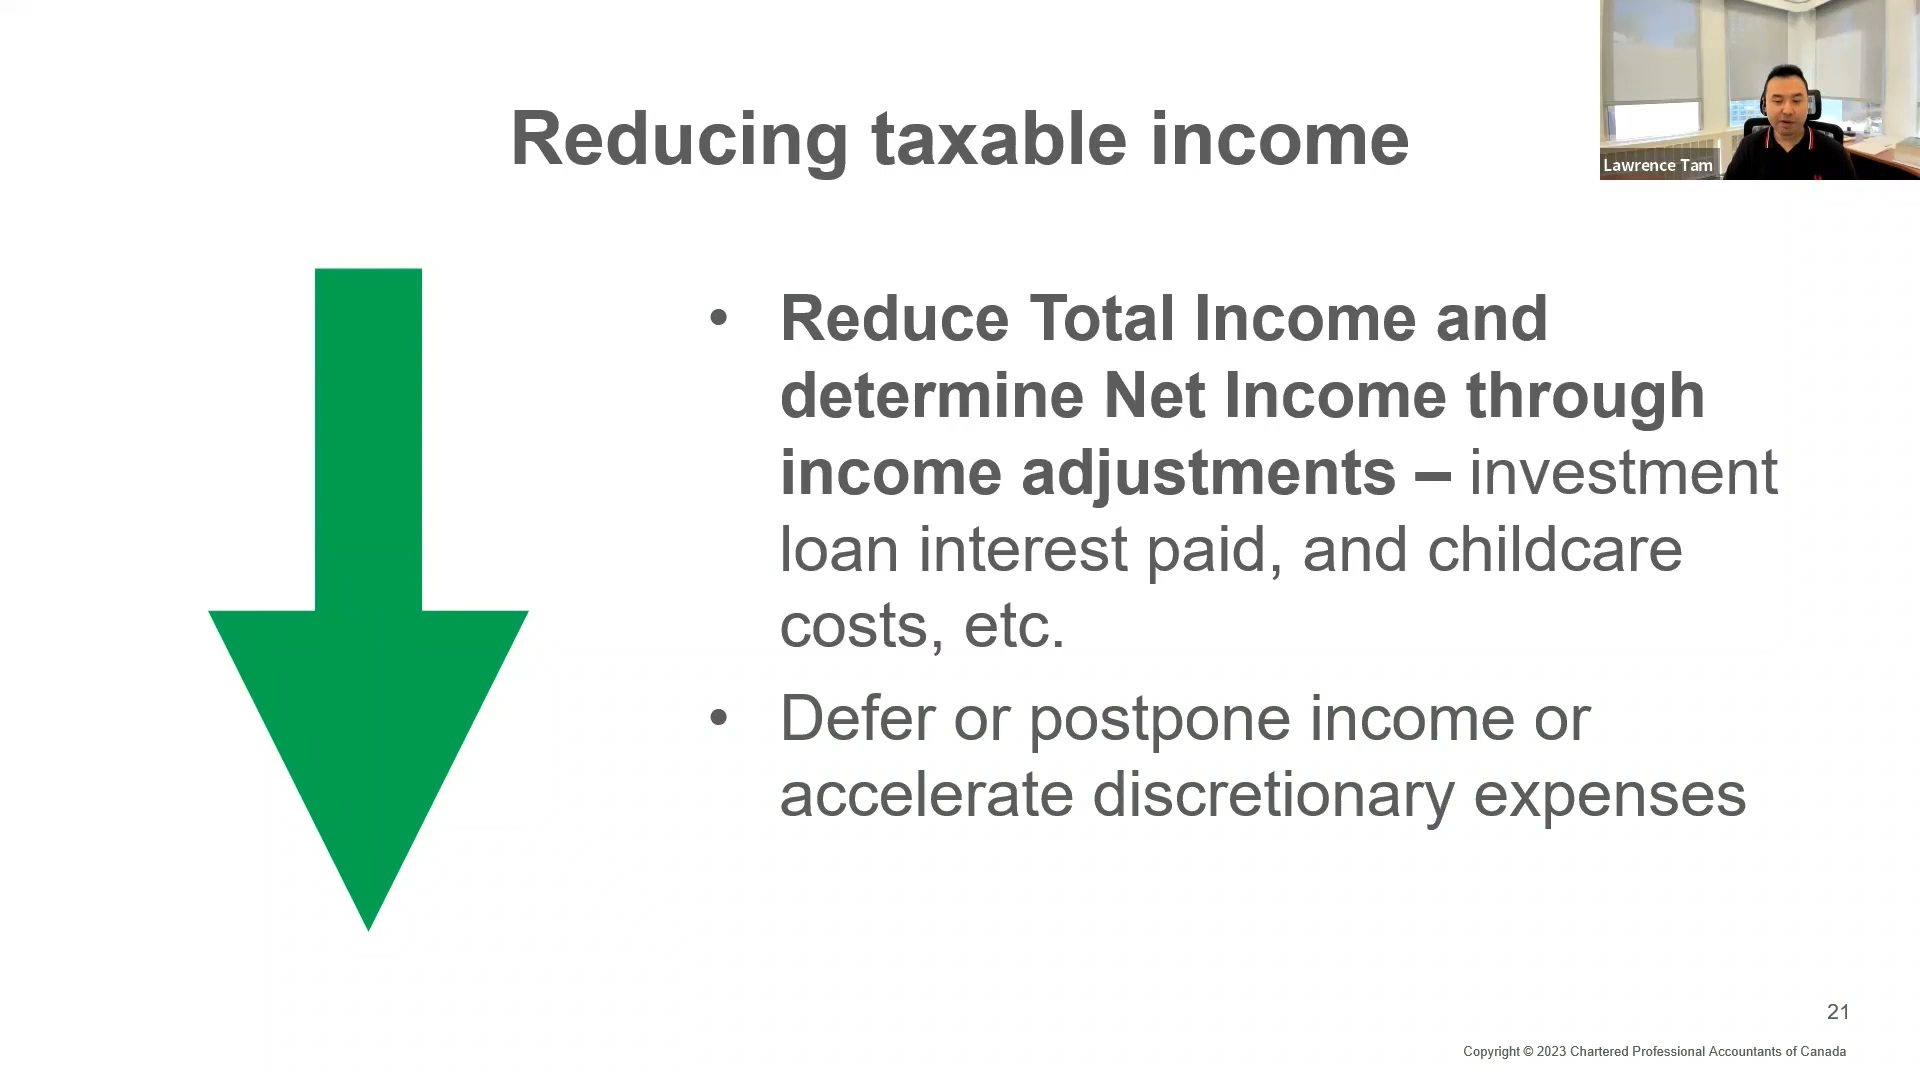 Reducing taxable income
Lawrence Tam
• Reduce Total Income and
determine Net Income through
income adjustments – investment
loan interest paid, and childcare
costs, etc.
• Defer or postpone income or
accelerate discretionary expenses
21
Copyright © 2023 Chartered Professional Accountants of Canada